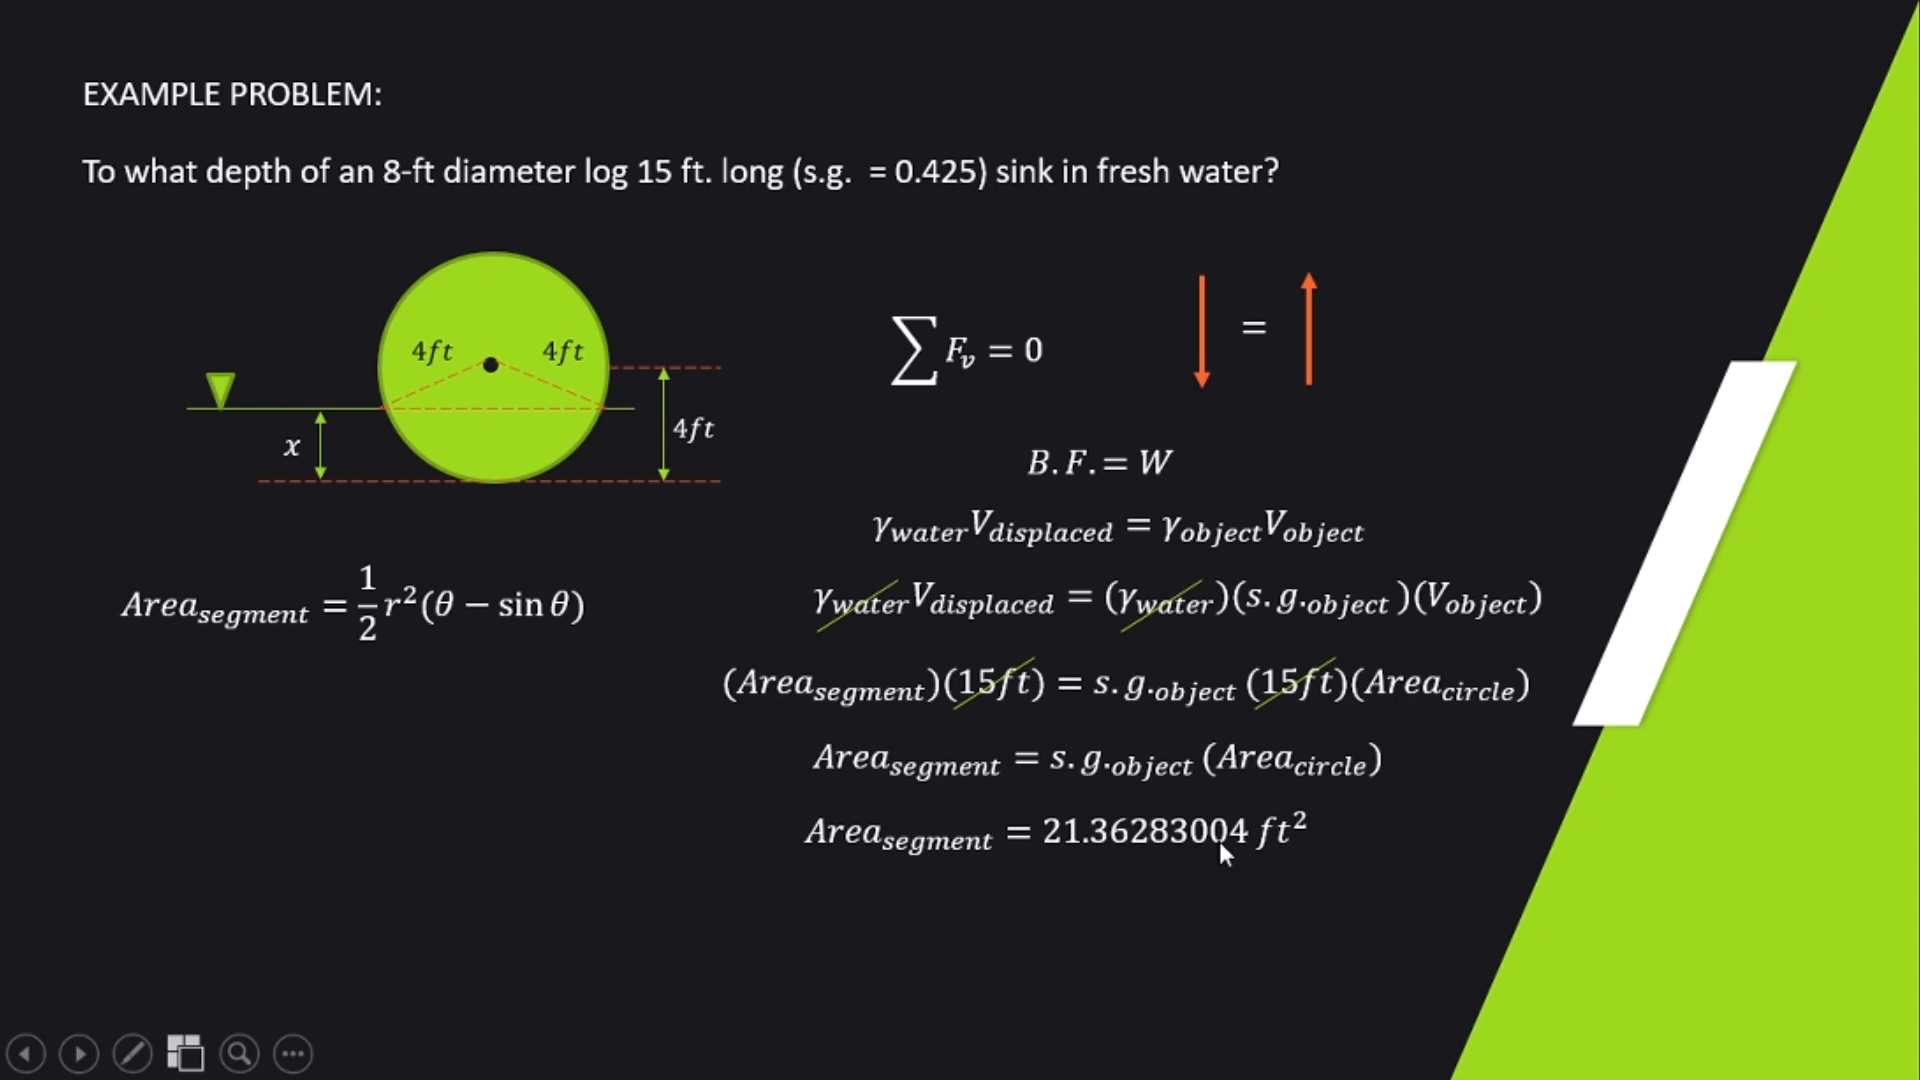 EXAMPLE PROBLEM:
To what depth of an 8-ft diameter log 15 ft. long (s.g. = 0.425) sink in fresh water?
4ft 4ft
x
4ft
Area_segment = 1/2 r²(θ − sin θ)
∑ F_v = 0
=
B.F. = W
γ_water V_displaced = γ_object V_object
γ_water V_displaced = (γ_water)(s.g._object)(V_object)
(Area_segment)(15ft) = s.g._object (15ft)(Area_circle)
Area_segment = s.g._object (Area_circle)
Area_segment = 21.36283004 ft²